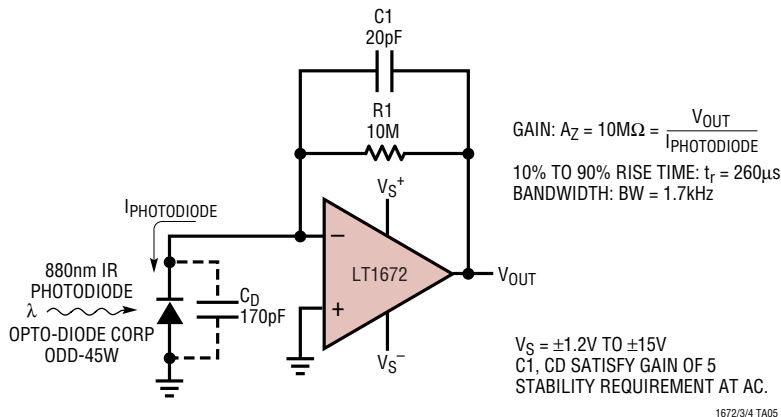 C1
20pF
R1
10M
GAIN: AZ = 10MΩ = VOUT / IPHOTODIODE
10% TO 90% RISE TIME: tr = 260µs
BANDWIDTH: BW = 1.7kHz
VS+
IPHOTODIODE
–
LT1672
VOUT
+
880nm IR
PHOTODIODE
λ
OPTO-DIODE CORP
ODD-45W
CD
170pF
VS–
VS = ±1.2V TO ±15V
C1, CD SATISFY GAIN OF 5
STABILITY REQUIREMENT AT AC.
1672/3/4 TA05